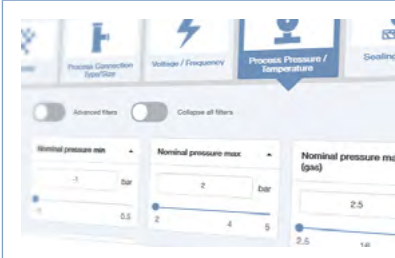 Process Connection
Type/Size
Voltage / Frequency
Process Pressure /
Temperature
Sealing
Advanced filters
Collapse all filters
Nominal pressure min
-1
bar
-1
0.5
Nominal pressure max
2
bar
2
4
5
Nominal pressure ma
(gas)
2.5
2.5
16